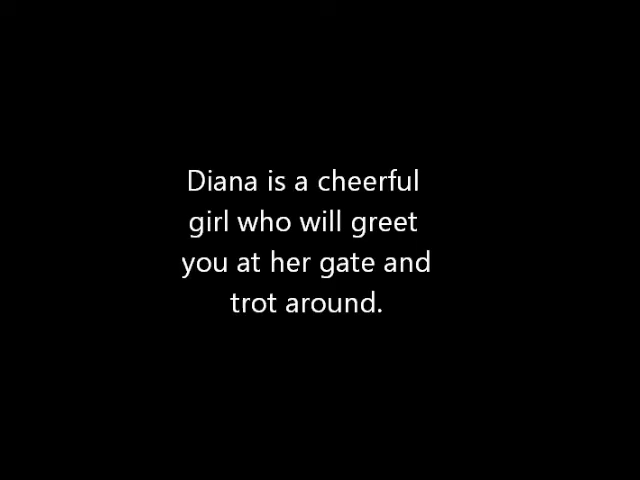 Diana is a cheerful
girl who will greet
you at her gate and
trot around.